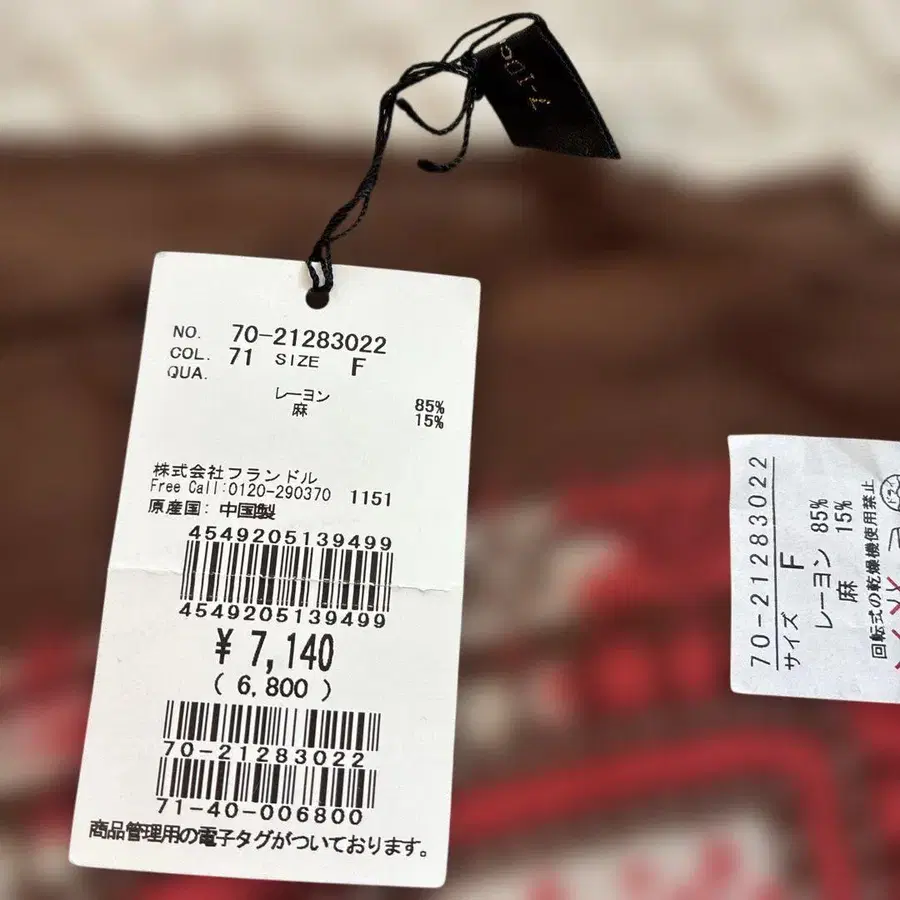 NO. 70-21283022
COL. 71 SIZE F
QUA.
レーヨン 85%
麻 15%
株式会社フランドル
Free Call:0120-290370 1151
原産国: 中国製
4549205139499
4549205139499
¥7,140
(6,800)
70-21283022
71-40-006800
商品管理用の電子タグがついております。
70-21283022
サイズ F
レーヨン 85%
麻 15%
回転式の乾燥機使用禁止